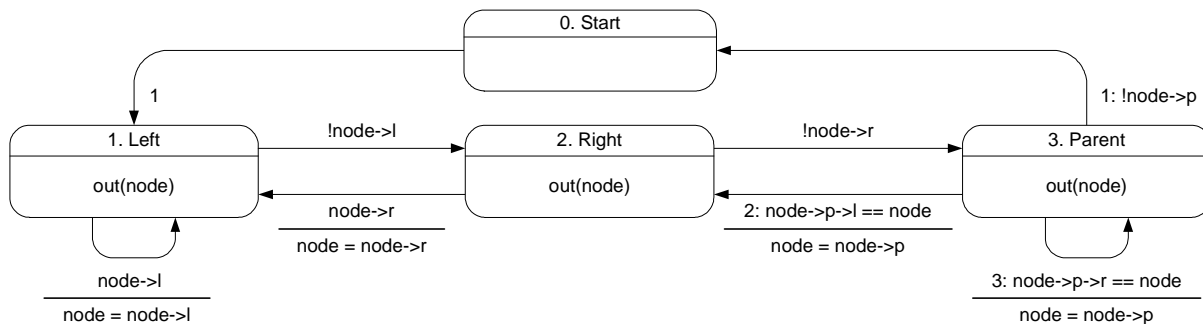 0. Start
1
1: !node->p
1. Left
!node->l
2. Right
!node->r
3. Parent
out(node)
out(node)
out(node)
node->r
node = node->r
2: node->p->l == node
node = node->p
node->l
node = node->l
3: node->p->r == node
node = node->p